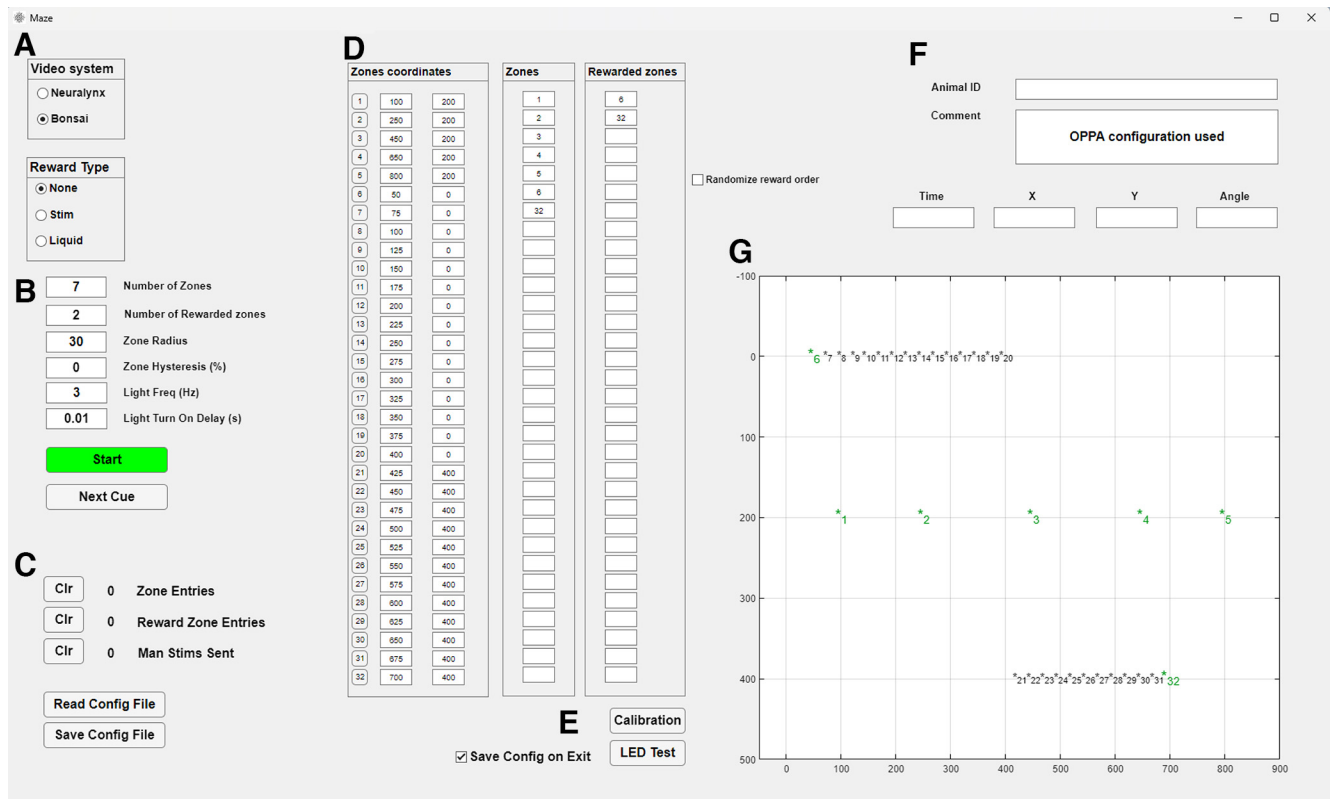 Maze
A
Video system
Neuralynx
Bonsai
Reward Type
None
Stim
Liquid
B
7 Number of Zones
2 Number of Rewarded zones
30 Zone Radius
0 Zone Hysteresis (%)
3 Light Freq (Hz)
0.01 Light Turn On Delay (s)
Start
Next Cue
C
Clr 0 Zone Entries
Clr 0 Reward Zone Entries
Clr 0 Man Stims Sent
Read Config File
Save Config File
D
Zones coordinates Zones Rewarded zones
1 100 200 1 6
2 250 200 2 32
3 450 200 3
4 650 200 4
5 800 200 5
6 50 0 6
7 75 0 32
8 100 0
9 125 0
10 150 0
11 175 0
12 200 0
13 225 0
14 250 0
15 275 0
16 300 0
17 325 0
18 350 0
19 375 0
20 400 0
21 425 400
22 450 400
23 475 400
24 500 400
25 525 400
26 550 400
27 575 400
28 600 400
29 625 400
30 650 400
31 675 400
32 700 400
Randomize reward order
E
Calibration
Save Config on Exit
LED Test
F
Animal ID
Comment
OPPA configuration used
Time X Y Angle
G
-100
0
*6 *7 *8 *9 *10 *11 *12 *13 *14 *15 *16 *17 *18 *19 *20
100
200
*1 *2 *3 *4 *5
300
400
*21 *22 *23 *24 *25 *26 *27 *28 *29 *30 *31 *32
500
0 100 200 300 400 500 600 700 800 900